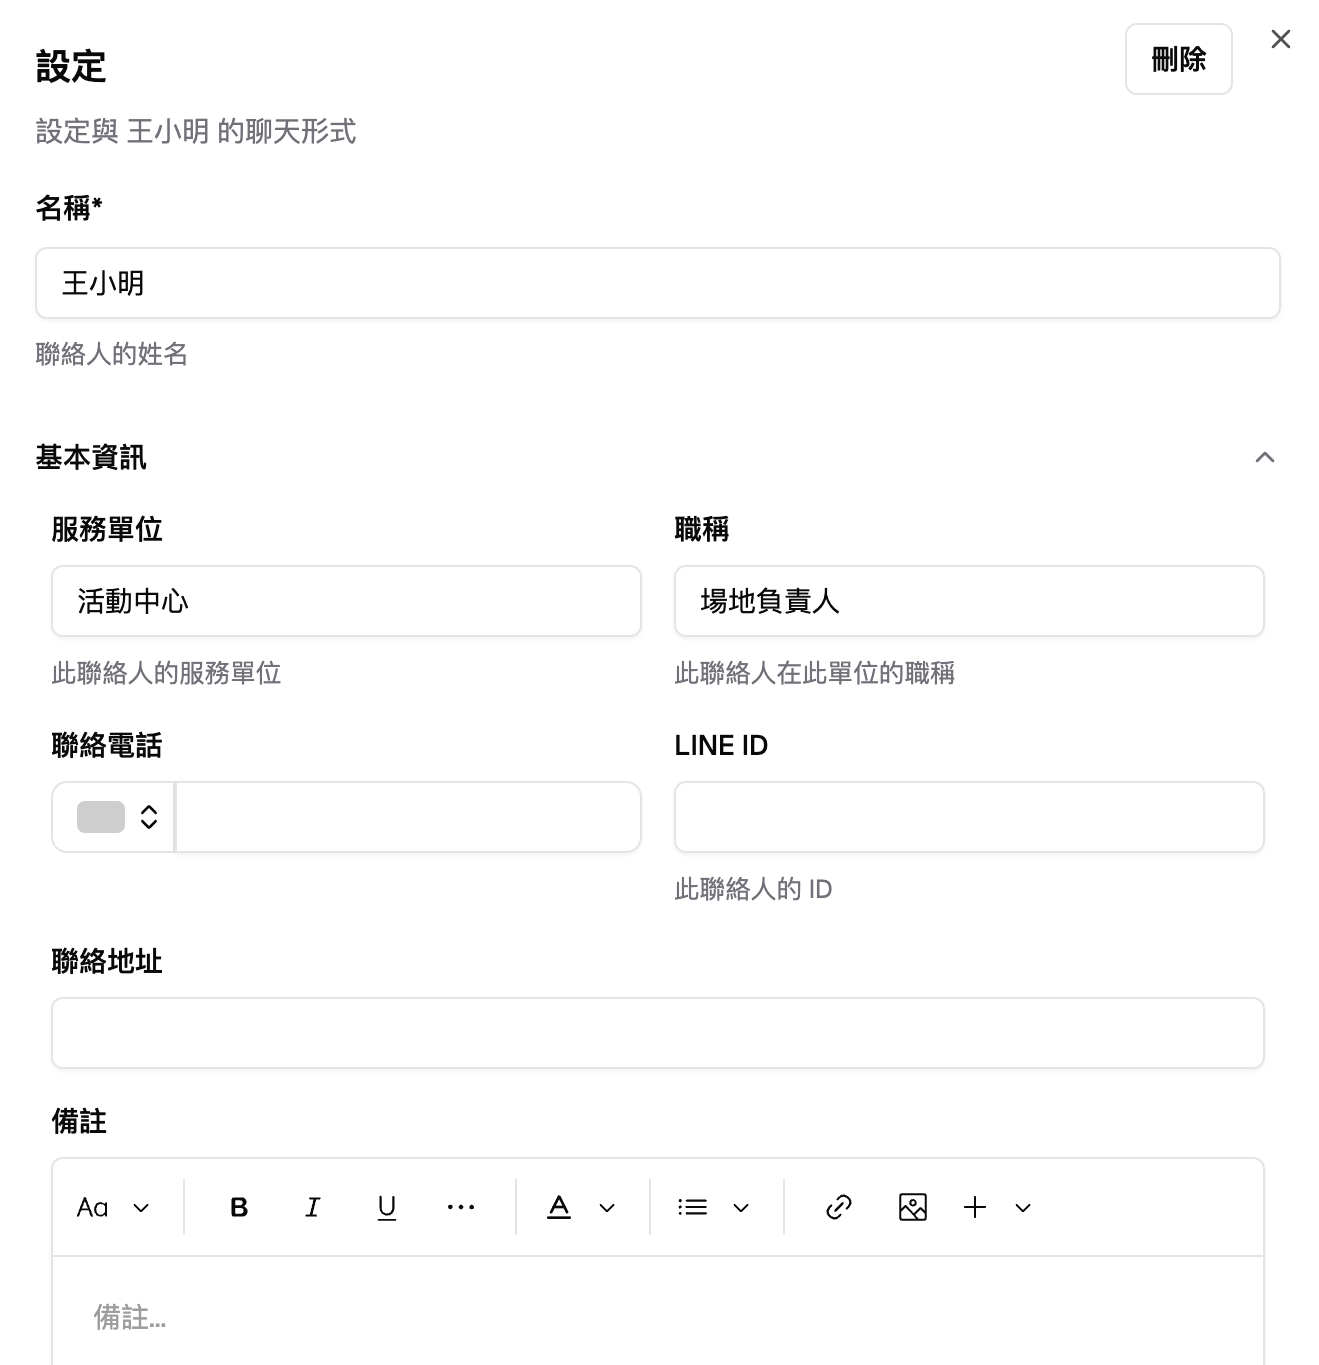 設定
刪除
設定與 王小明 的聊天形式
名稱*
王小明
聯絡人的姓名
基本資訊
服務單位
職稱
活動中心
場地負責人
此聯絡人的服務單位
此聯絡人在此單位的職稱
聯絡電話
LINE ID
此聯絡人的 ID
聯絡地址
備註
Aa
B
I
U
A
備註...